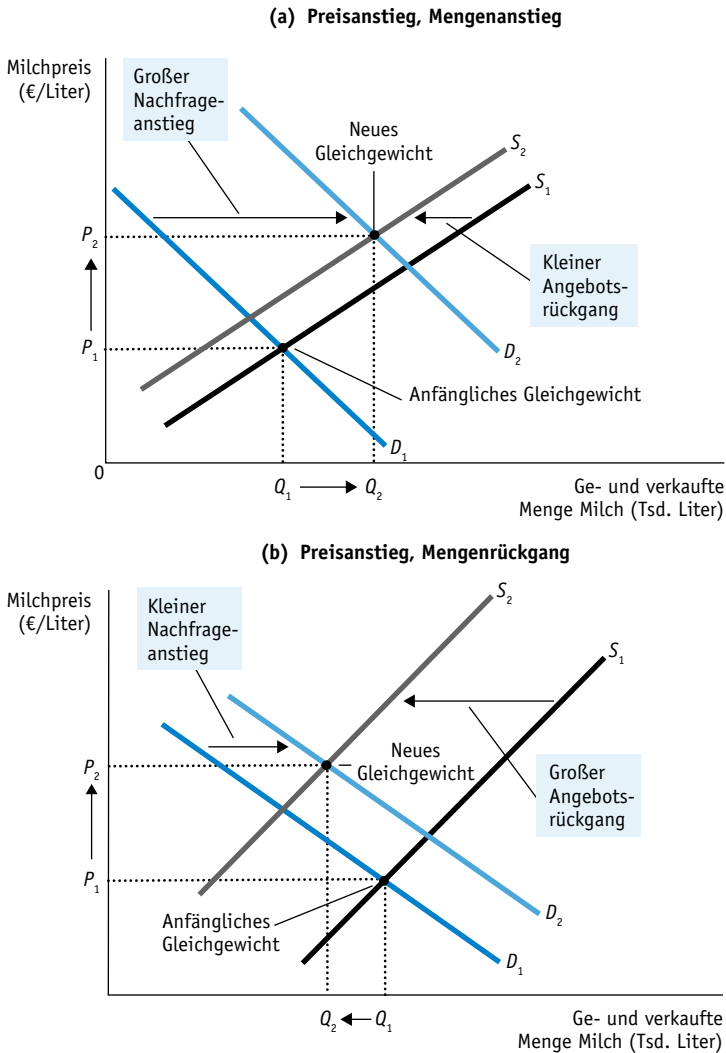 (a) Preisanstieg, Mengenanstieg
Milchpreis
(€/Liter)
Großer
Nachfrage-
anstieg
Neues
Gleichgewicht
S₂
S₁
P₂
Kleiner
Angebots-
rückgang
P₁
D₂
Anfängliches Gleichgewicht
D₁
0
Q₁ Q₂
Ge- und verkaufte
Menge Milch (Tsd. Liter)
(b) Preisanstieg, Mengenrückgang
Milchpreis
(€/Liter)
Kleiner
Nachfrage-
anstieg
S₂
S₁
Neues
Gleichgewicht
P₂
Großer
Angebots-
rückgang
P₁
Anfängliches
Gleichgewicht
D₂
D₁
Q₂ Q₁
Ge- und verkaufte
Menge Milch (Tsd. Liter)